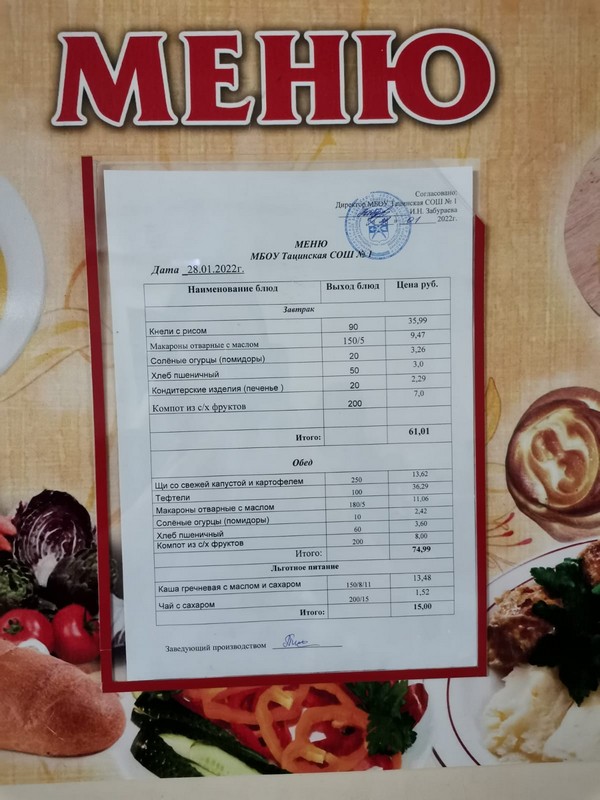 МЕНЮ
Согласовано:
Директор МБОУ Тацинская СОШ № 1
И.Н. Забураева
01 2022г.
МЕНЮ
МБОУ Тацинская СОШ № 1
Дата 28.01.2022г.
Наименование блюд Выход блюд Цена руб.
Завтрак
Кнели с рисом 90 35,99
Макароны отварные с маслом 150/5 9,47
Солёные огурцы (помидоры) 20 3,26
Хлеб пшеничный 50 3,0
Кондитерские изделия (печенье ) 20 2,29
Компот из с/х фруктов 200 7,0
Итого: 61,01
Обед
Щи со свежей капустой и картофелем 250 13,62
Тефтели 100 36,29
Макароны отварные с маслом 180/5 11,06
Солёные огурцы (помидоры) 10 2,42
Хлеб пшеничный 60 3,60
Компот из с/х фруктов 200 8,00
Итого: 74,99
Льготное питание
Каша гречневая с маслом и сахаром 150/8/11 13,48
Чай с сахаром 200/15 1,52
Итого: 15,00
Заведующий производством